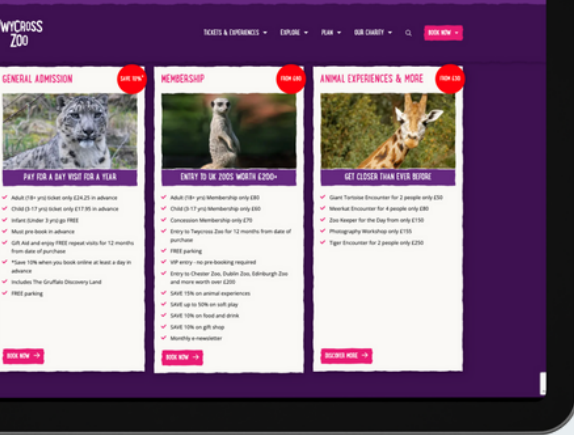 TWYCROSS
ZOO
TICKETS & EXPERIENCES
EXPLORE
PLAN
OUR CHARITY
BOOK NOW
GENERAL ADMISSION
SAVE 10%*
PAY FOR A DAY VISIT FOR A YEAR
Adult (18+ yrs) ticket only £24.25 in advance
Child (3-17 yrs) ticket only £17.95 in advance
Infant (Under 3 yrs) go FREE
Must pre-book in advance
Gift Aid and enjoy FREE repeat visits for 12 months
from date of purchase
*Save 10% when you book online at least a day in
advance
Includes The Gruffalo Discovery Land
FREE parking
BOOK NOW
MEMBERSHIP
FROM £60
ENTRY TO UK ZOOS WORTH £200+
Adult (18+ yrs) Membership only £80
Child (3-17 yrs) Membership only £60
Concession Membership only £70
Entry to Twycross Zoo for 12 months from date of
purchase
FREE parking
VIP entry - no pre-booking required
Entry to Chester Zoo, Dublin Zoo, Edinburgh Zoo
and more worth over £200
SAVE 15% on animal experiences
SAVE up to 50% on soft play
SAVE 10% on food and drink
SAVE 10% on gift shop
Monthly e-newsletter
BOOK NOW
ANIMAL EXPERIENCES & MORE
GET CLOSER THAN EVER BEFORE
Giant Tortoise Encounter for 2 people only £50
Meerkat Encounter for 4 people only £80
Zoo Keeper for the Day from only £150
Photography Workshop only £155
Tiger Encounter for 2 people only £250
DISCOVER MORE